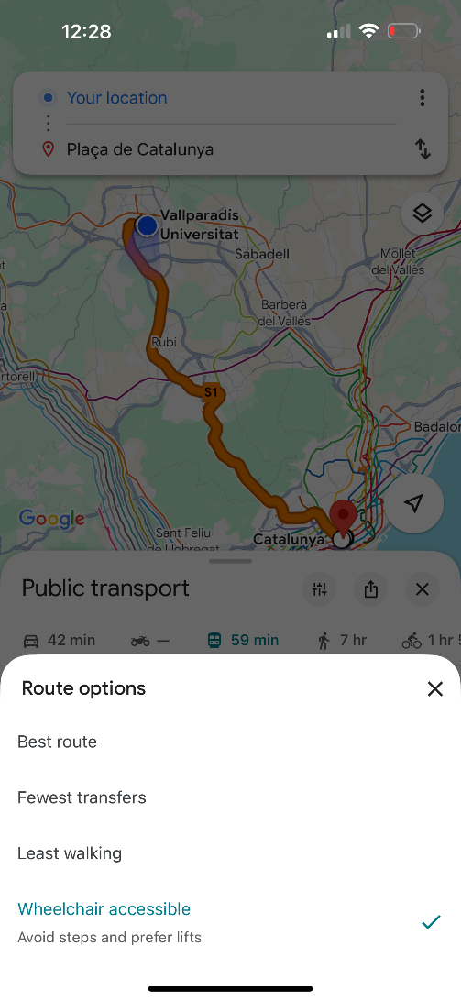 12:28
Your location
Plaça de Catalunya
Vallparadis
Universitat
Sabadell
Mollet
del Vallès
Barberà
del Vallès
Rubí
S1
Badalon
Google
Sant Feliu
de Llobregat
Catalunya
Public transport
42 min
—
59 min
7 hr
1 hr 5
Route options
Best route
Fewest transfers
Least walking
Wheelchair accessible
Avoid steps and prefer lifts